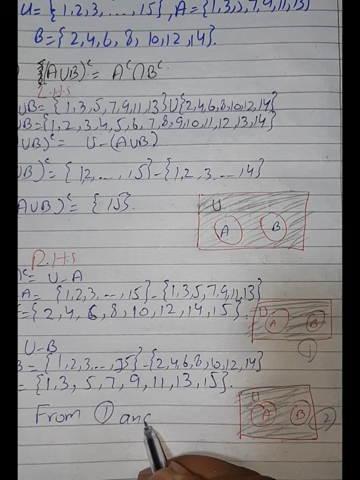 U = {1,2,3, ..., 15}, A = {1,3,5,7,9,11,13}
B = {2,4,6,8,10,12,14}.
(A∪B)ᶜ = Aᶜ∩Bᶜ
L.H.S
∪B = {1,3,5,7,9,11,13}∪{2,4,6,8,10,12,14}
∪B = {1,2,3,4,5,6,7,8,9,10,11,12,13,14}
∪B)ᶜ = U-(A∪B)
∪B)ᶜ = {1,2,...,15}-{1,2,3...,14}
A∪B)ᶜ = {15}.
U
A B
R.H.S
ᶜ = U-A
A = {1,2,3,...,15}-{1,3,5,7,9,11,13}
= {2,4,6,8,10,12,14,15}.
U
A B
1
U-B
B = {1,2,3,...,15}-{2,4,6,8,10,12,14}
= {1,3,5,7,9,11,13,15}.
U
A B
2
From 1 and